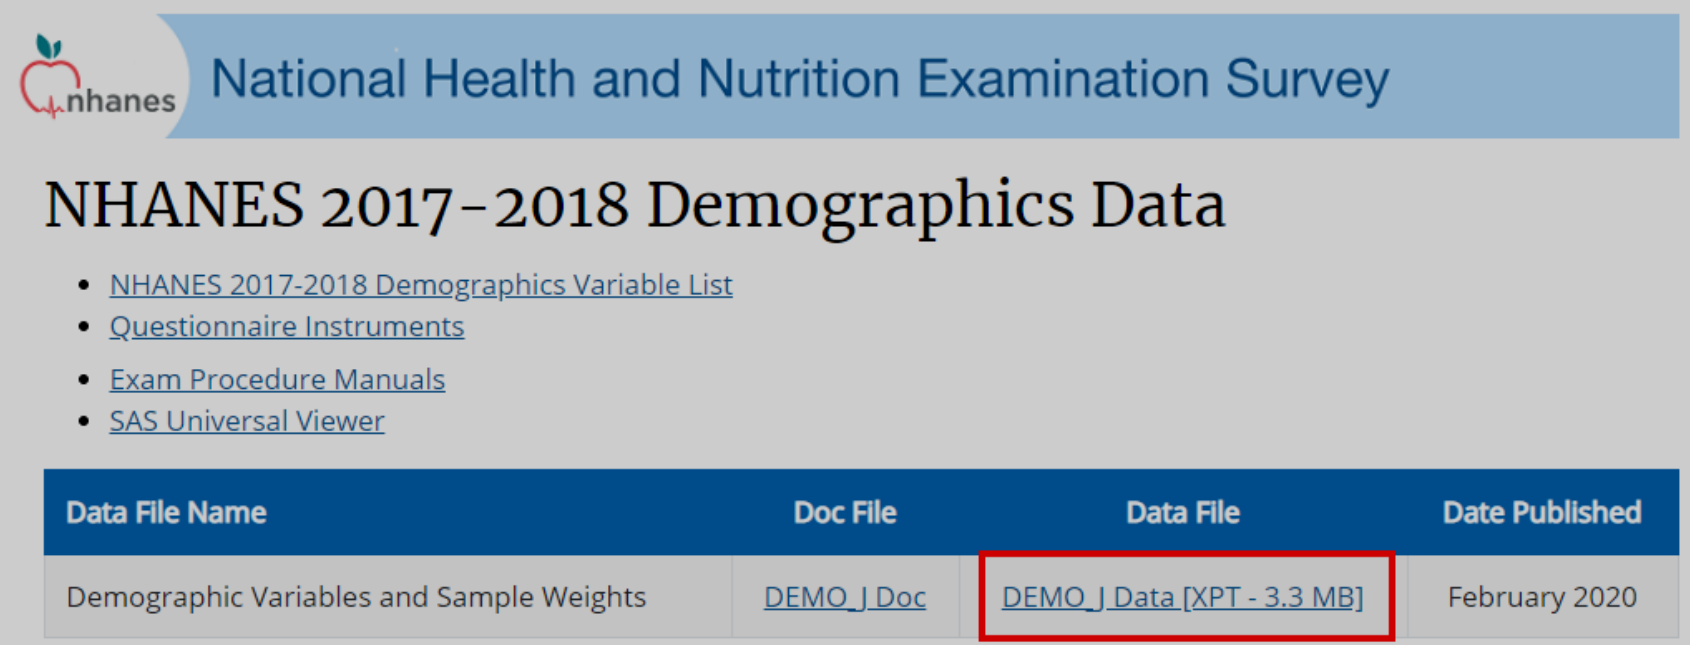 nhanes
National Health and Nutrition Examination Survey
NHANES 2017-2018 Demographics Data
NHANES 2017-2018 Demographics Variable List
Questionnaire Instruments
Exam Procedure Manuals
SAS Universal Viewer
Data File Name Doc File Data File Date Published
Demographic Variables and Sample Weights DEMO_J Doc DEMO_J Data [XPT - 3.3 MB] February 2020